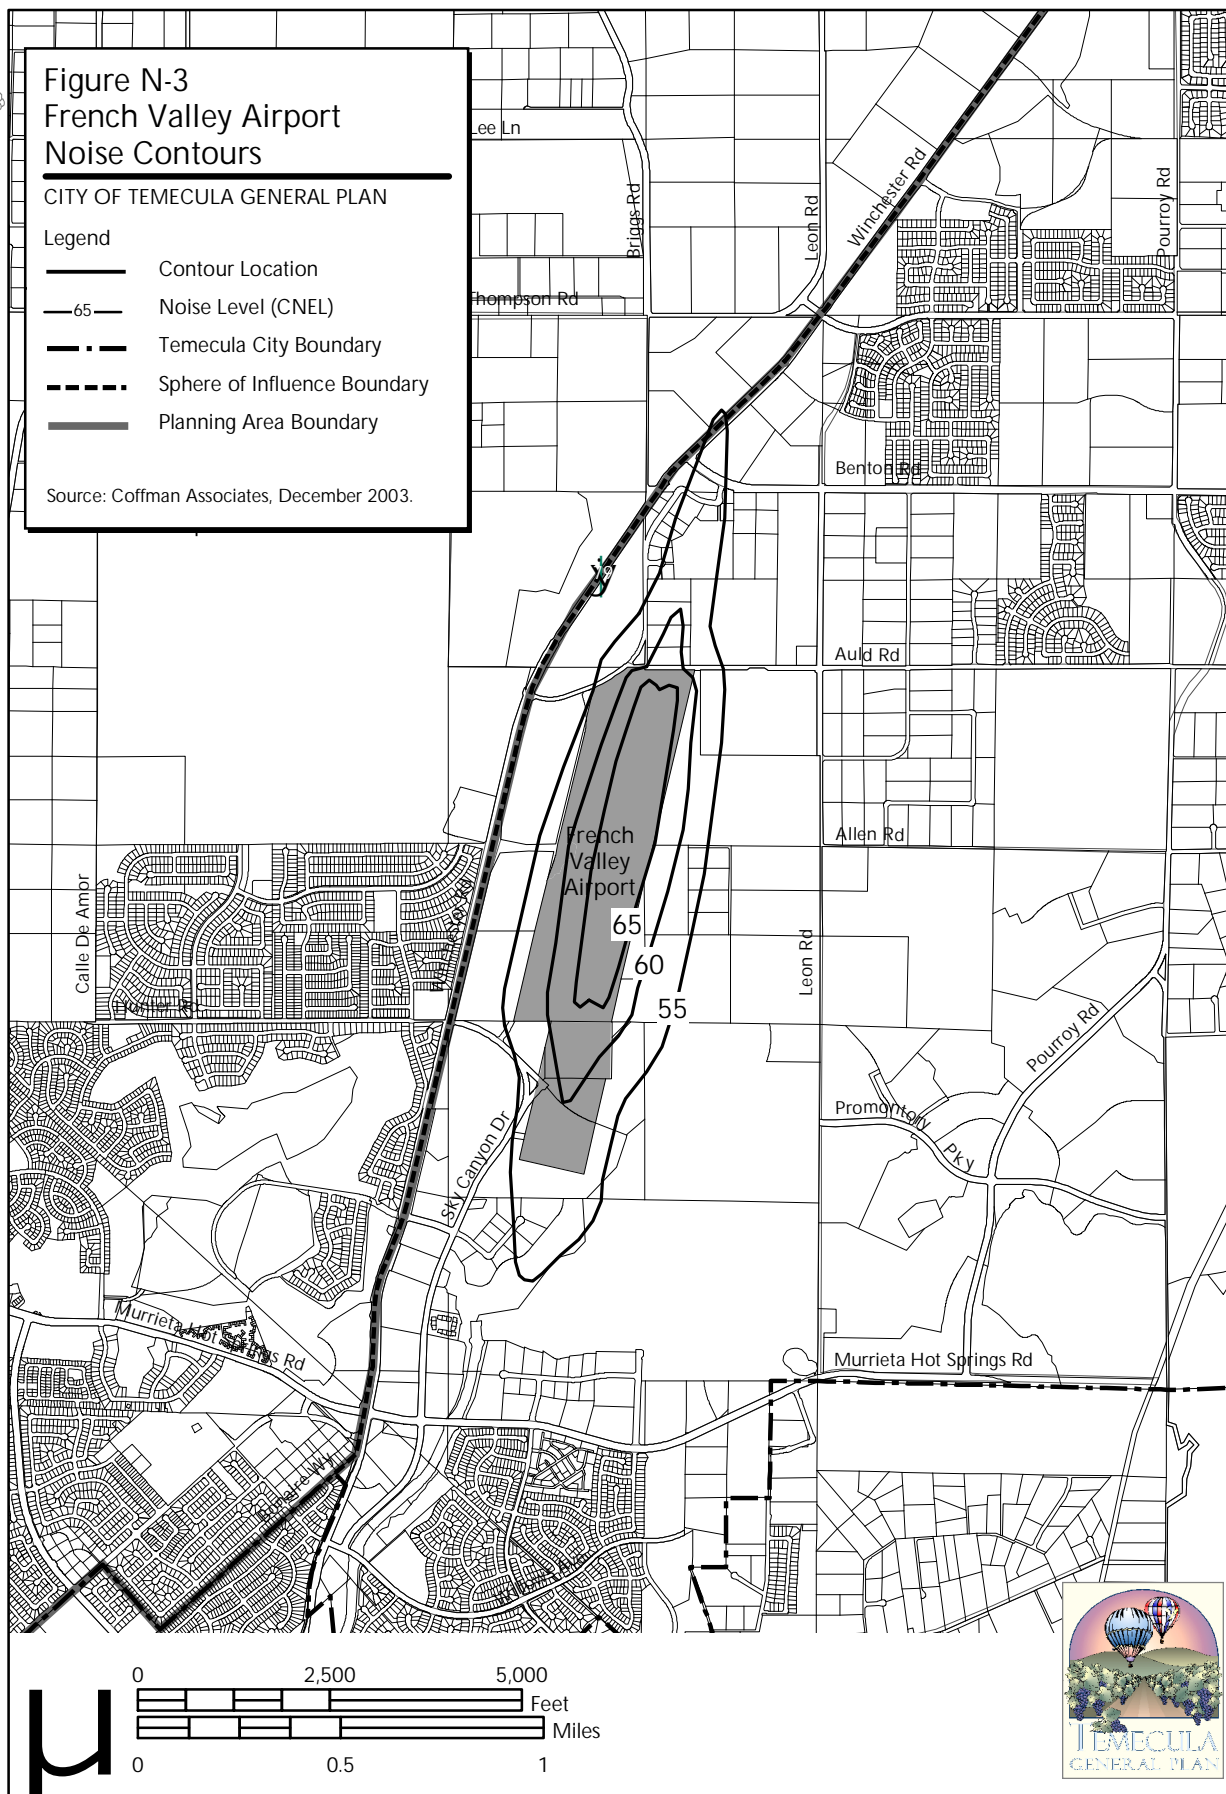 Figure N-3
French Valley Airport
Noise Contours
CITY OF TEMECULA GENERAL PLAN
Legend
Contour Location
65
Noise Level (CNEL)
Temecula City Boundary
Sphere of Influence Boundary
Planning Area Boundary
Source: Coffman Associates, December 2003.
Lee Ln
Briggs Rd
Leon Rd
Winchester Rd
Pourroy Rd
Thompson Rd
Benton Rd
Auld Rd
Allen Rd
French
Valley
Airport
65
60
55
Calle De Amor
Winchester Rd
Hunter Rd
Leon Rd
Pourroy Rd
Promontory
Pky
Sky Canyon Dr
Murrieta Hot Springs Rd
Murrieta Hot Springs Rd
µ
0
2,500
5,000
Feet
Miles
0
0.5
1
TEMECULA
GENERAL PLAN